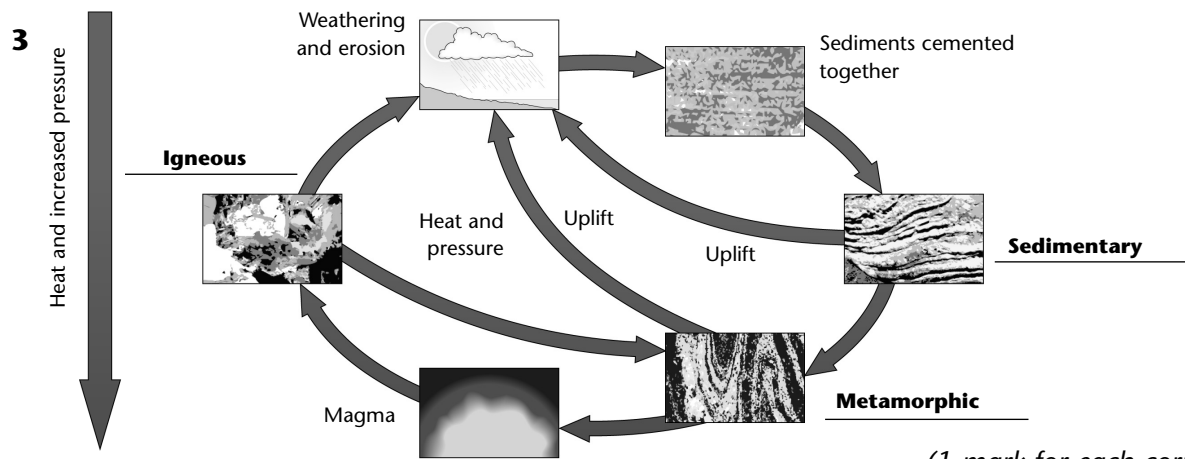 3
Heat and increased pressure
Weathering
and erosion
Sediments cemented
together
Igneous
Heat and
pressure
Uplift
Uplift
Sedimentary
Magma
Metamorphic
(1 mark for each